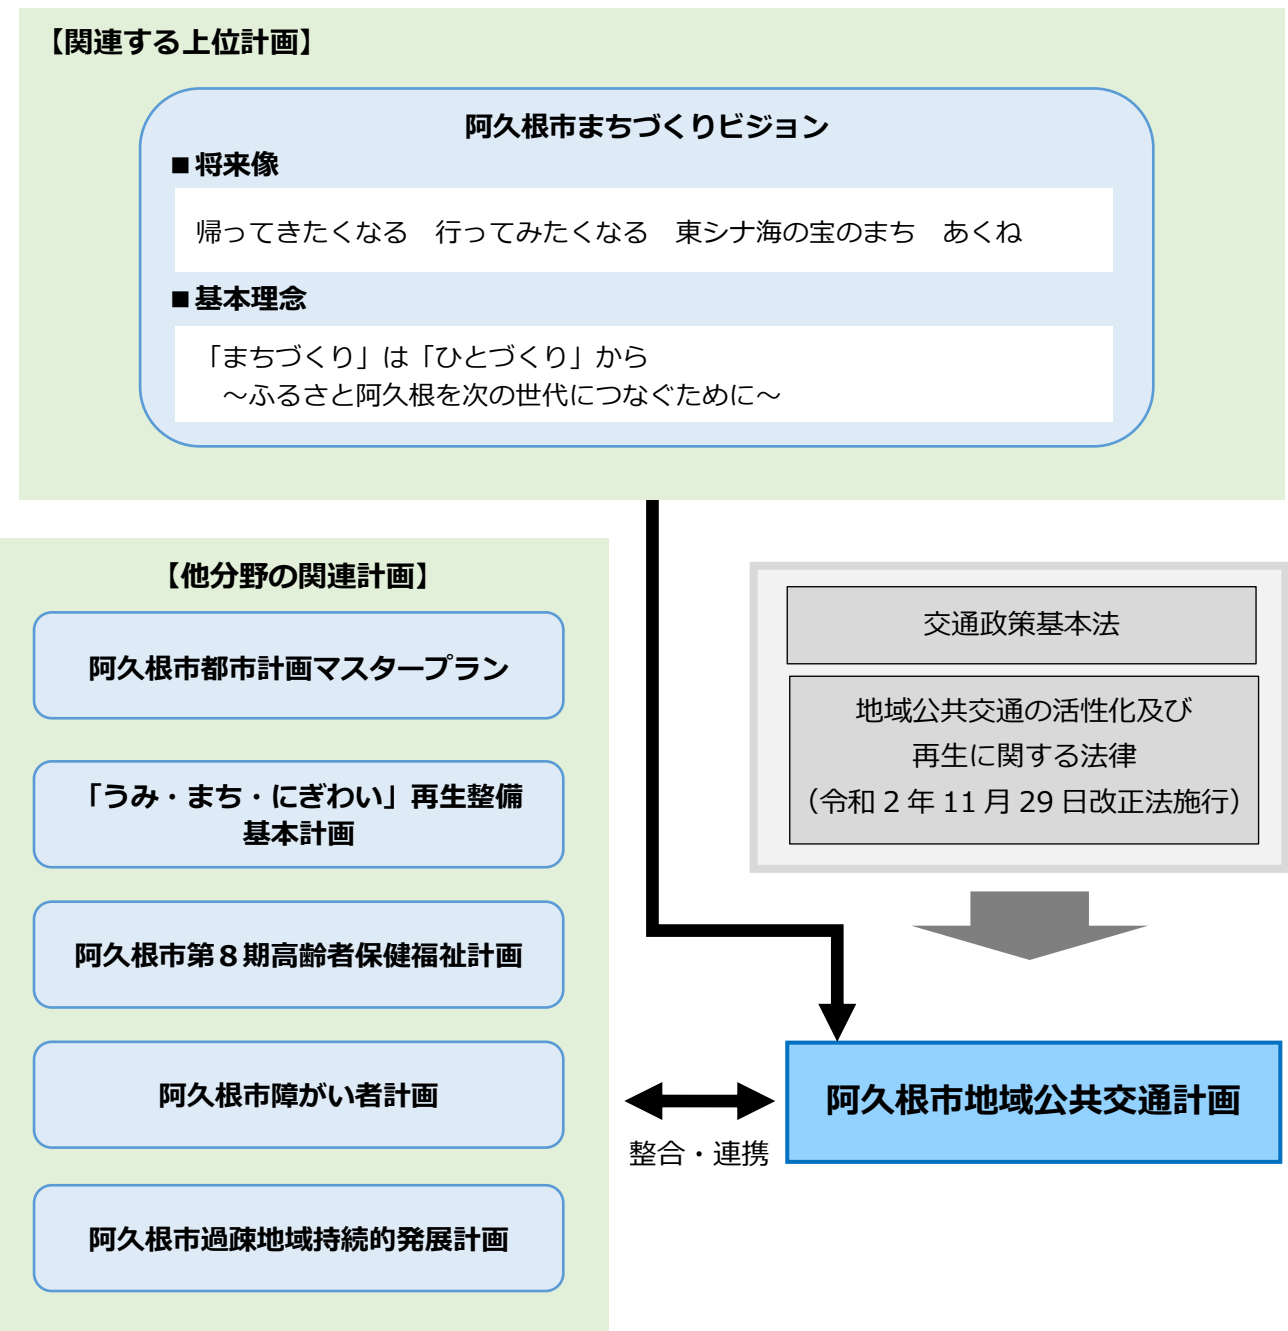 【関連する上位計画】
阿久根市まちづくりビジョン
■将来像
帰ってきたくなる　行ってみたくなる　東シナ海の宝のまち　あくね
■基本理念
「まちづくり」は「ひとづくり」から
～ふるさと阿久根を次の世代につなぐために～
【他分野の関連計画】
阿久根市都市計画マスタープラン
「うみ・まち・にぎわい」再生整備
基本計画
阿久根市第８期高齢者保健福祉計画
阿久根市障がい者計画
阿久根市過疎地域持続的発展計画
交通政策基本法
地域公共交通の活性化及び
再生に関する法律
（令和 2 年 11 月 29 日改正法施行）
整合・連携
阿久根市地域公共交通計画